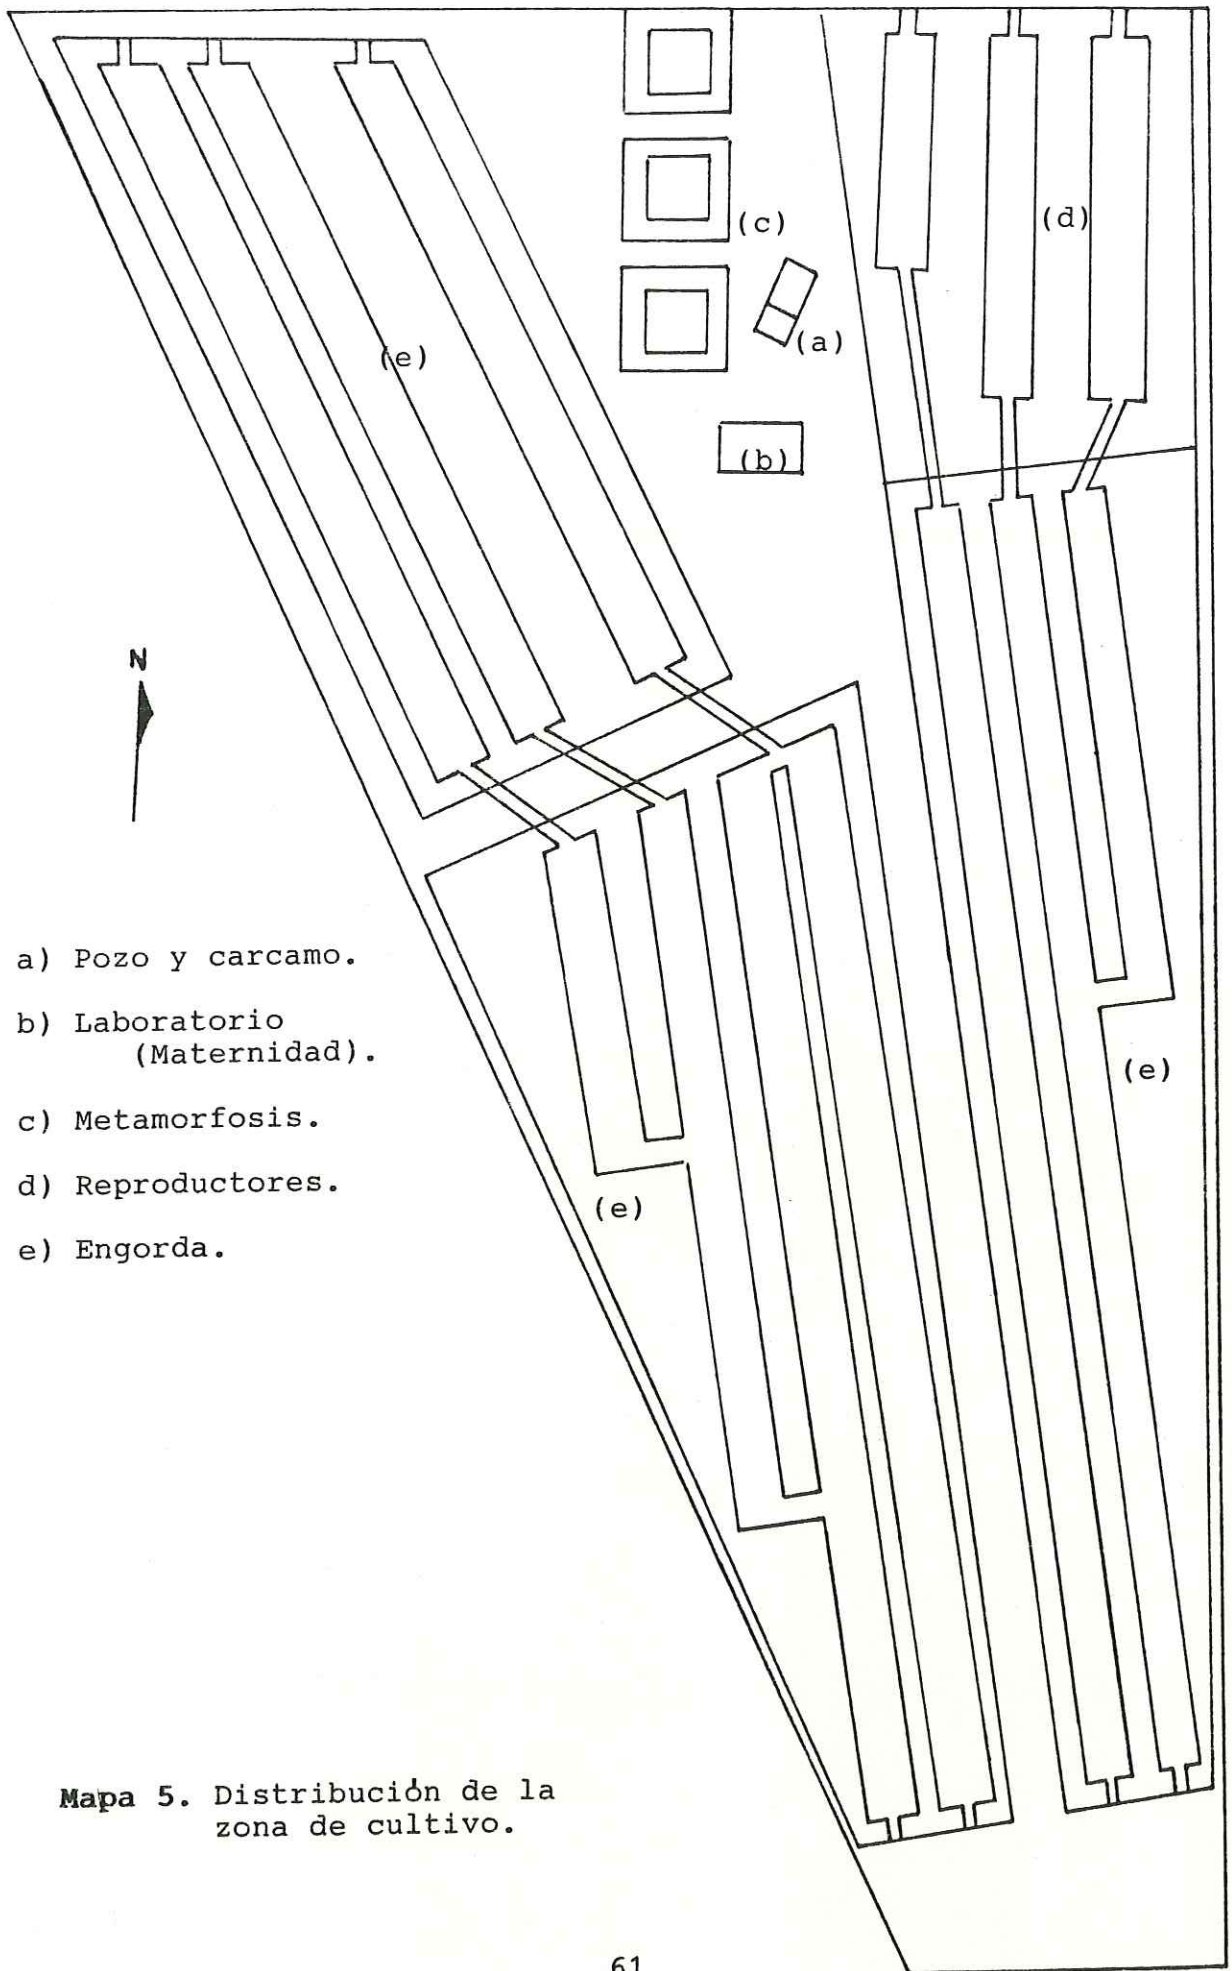 (c)
(d)
(a)
(e)
(b)
N
a) Pozo y carcamo.
b) Laboratorio
(Maternidad).
c) Metamorfosis.
d) Reproductores.
e) Engorda.
(e)
(e)
Mapa 5. Distribución de la
zona de cultivo.
61